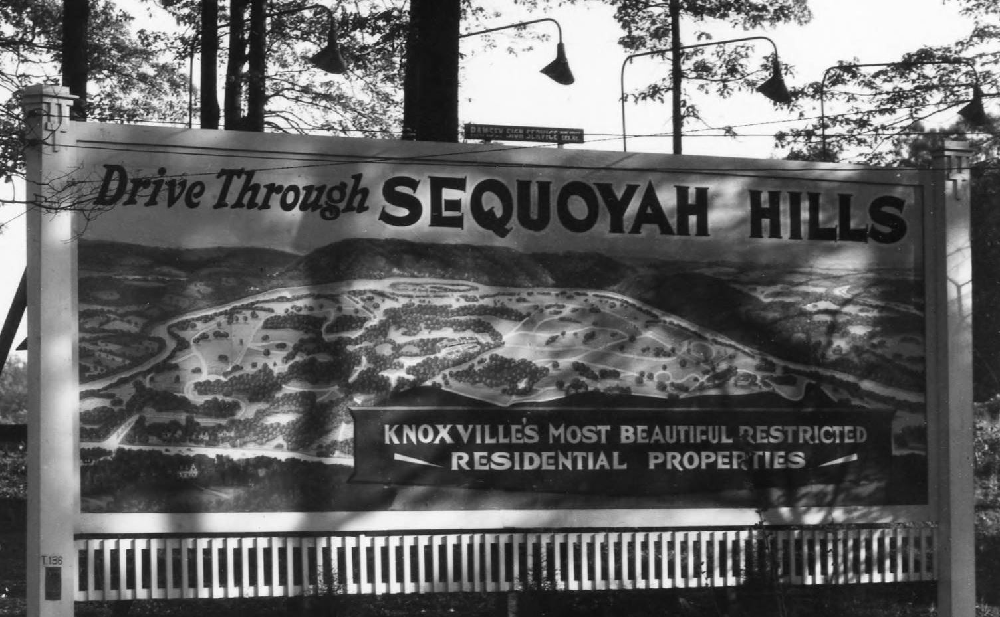 RAMSEY SIGN SERVICE
Drive Through SEQUOYAH HILLS
KNOXVILLE'S MOST BEAUTIFUL RESTRICTED
RESIDENTIAL PROPERTIES
T.136